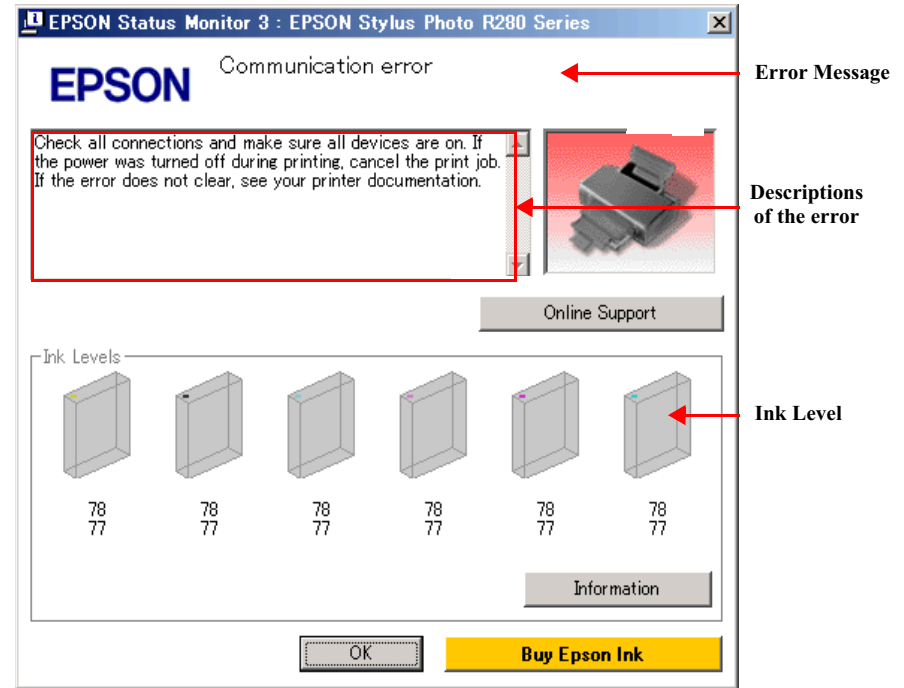 EPSON Status Monitor 3 : EPSON Stylus Photo R280 Series
EPSON
Communication error
Error Message
Check all connections and make sure all devices are on. If
the power was turned off during printing, cancel the print job.
If the error does not clear, see your printer documentation.
Descriptions
of the error
Online Support
Ink Levels
Ink Level
78 78 78 78 78 78
77 77 77 77 77 77
Information
OK
Buy Epson Ink